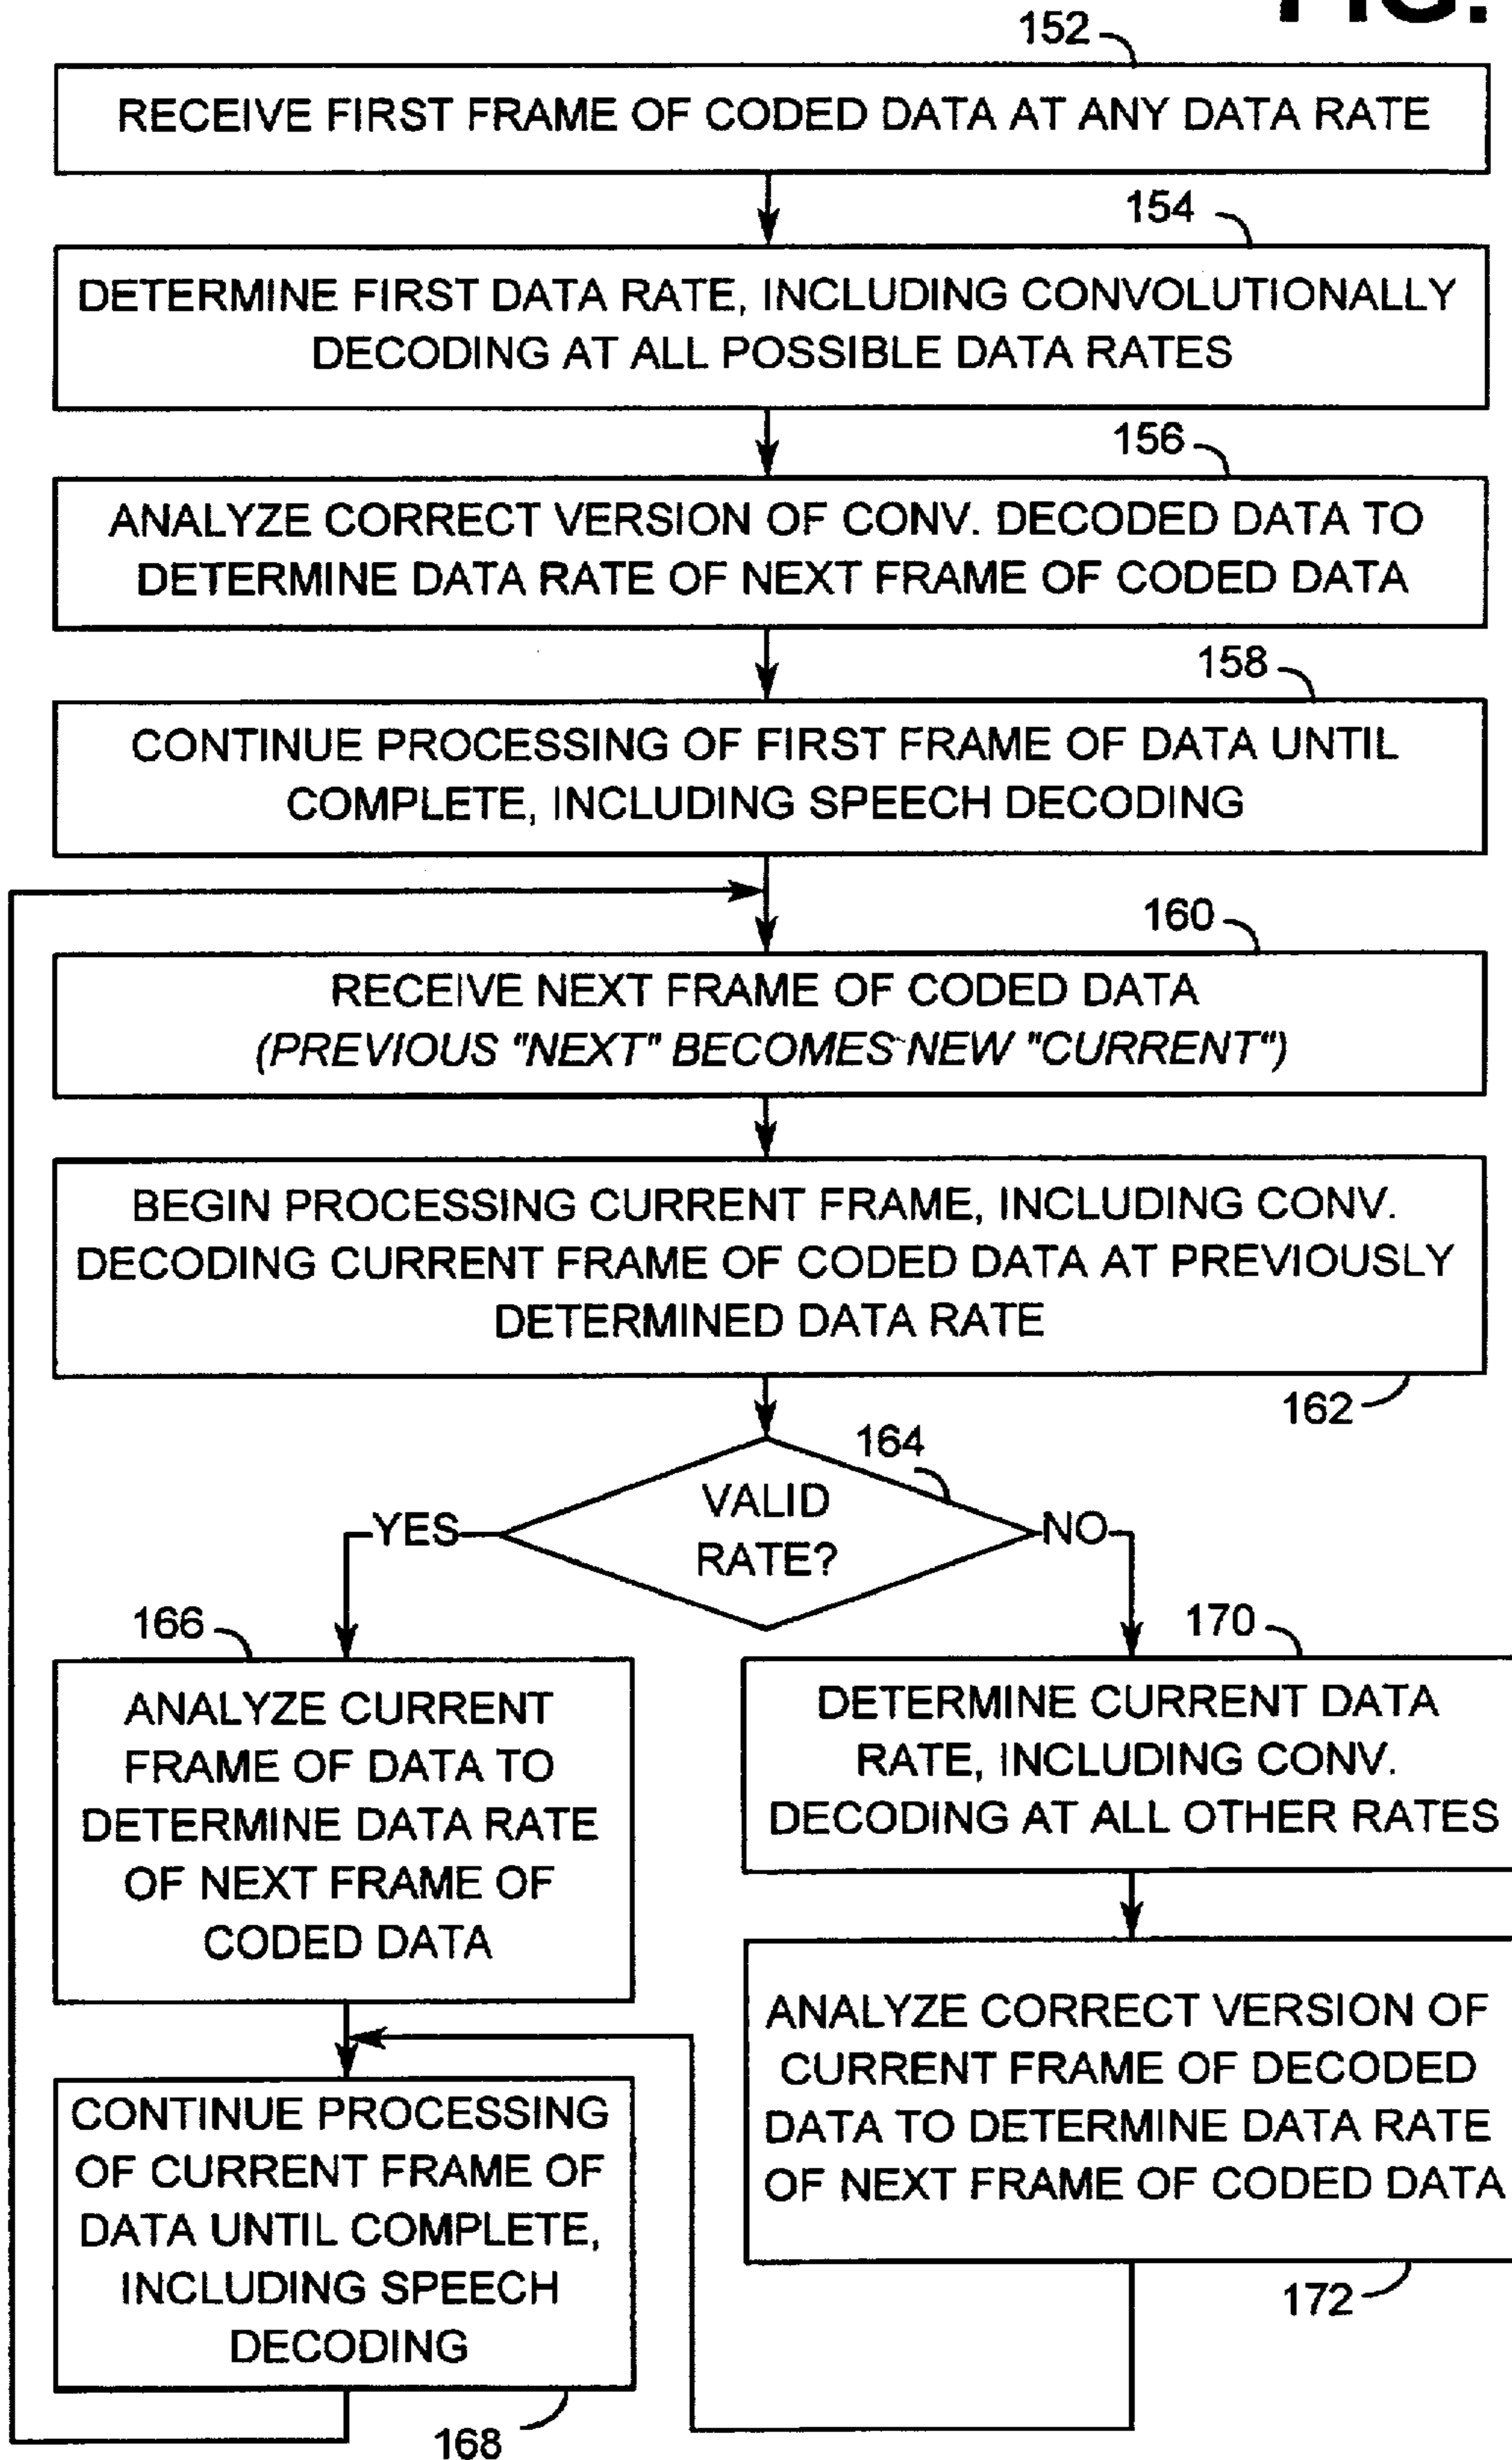 FIG.
152
RECEIVE FIRST FRAME OF CODED DATA AT ANY DATA RATE
154
DETERMINE FIRST DATA RATE, INCLUDING CONVOLUTIONALLY
DECODING AT ALL POSSIBLE DATA RATES
156
ANALYZE CORRECT VERSION OF CONV. DECODED DATA TO
DETERMINE DATA RATE OF NEXT FRAME OF CODED DATA
158
CONTINUE PROCESSING OF FIRST FRAME OF DATA UNTIL
COMPLETE, INCLUDING SPEECH DECODING
160
RECEIVE NEXT FRAME OF CODED DATA
(PREVIOUS "NEXT" BECOMES NEW "CURRENT")
BEGIN PROCESSING CURRENT FRAME, INCLUDING CONV.
DECODING CURRENT FRAME OF CODED DATA AT PREVIOUSLY
DETERMINED DATA RATE
162
164
VALID
RATE?
YES
NO
166
ANALYZE CURRENT
FRAME OF DATA TO
DETERMINE DATA RATE
OF NEXT FRAME OF
CODED DATA
170
DETERMINE CURRENT DATA
RATE, INCLUDING CONV.
DECODING AT ALL OTHER RATES
CONTINUE PROCESSING
OF CURRENT FRAME OF
DATA UNTIL COMPLETE,
INCLUDING SPEECH
DECODING
168
ANALYZE CORRECT VERSION OF
CURRENT FRAME OF DECODED
DATA TO DETERMINE DATA RATE
OF NEXT FRAME OF CODED DATA
172